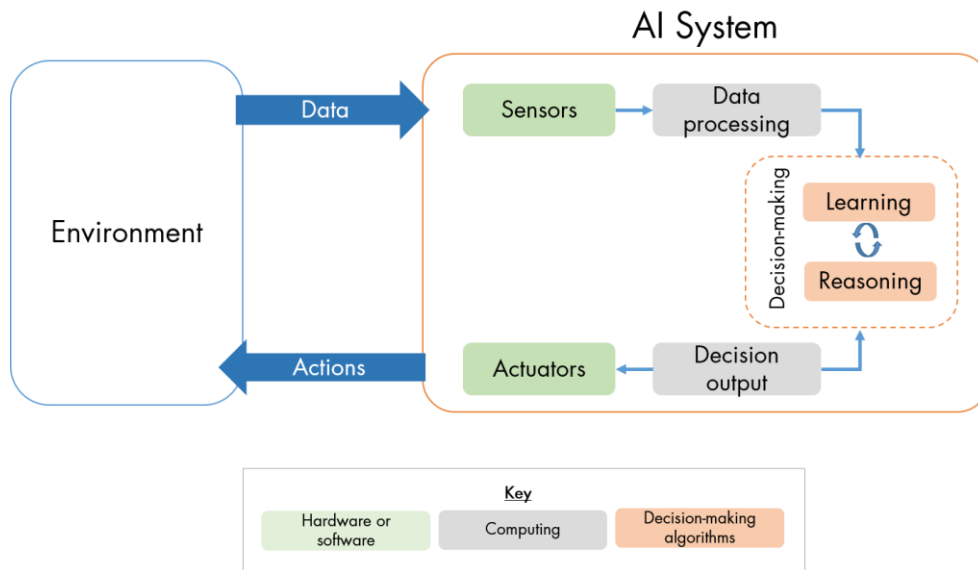 AI System
Environment
Data
Sensors
Data
processing
Decision-making
Learning
Reasoning
Actions
Actuators
Decision
output
Key
Hardware or
software
Computing
Decision-making
algorithms